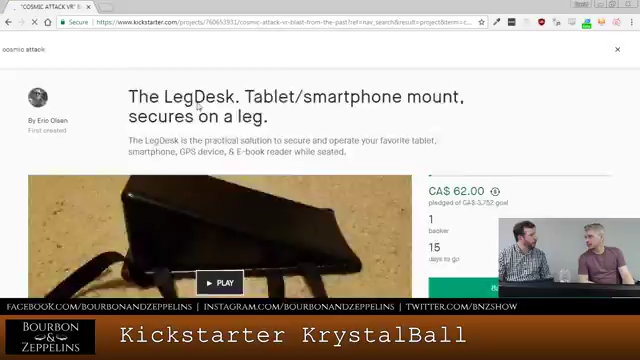 "COSMIC ATTACK VR" BLAS
Secure
https://www.kickstarter.com/projects/760653931/cosmic-attack-vr-blast-from-the-past?ref=nav_search&result=project&term=c...
cosmic attack
The LegDesk. Tablet/smartphone mount,
secures on a leg.
By Eric Olsen
First created
The LegDesk is the practical solution to secure and operate your favorite tablet,
smartphone, GPS device, & E-book reader while seated.
CA$ 62.00
pledged of CA$ 3,752 goal
1
backer
15
days to go
PLAY
FACEBOOK.COM/BOURBONANDZEPPELINS | INSTAGRAM.COM/BOURBONANDZEPPELINS | TWITTER.COM/BNZSHOW
BOURBON
&
ZEPPELINS
Kickstarter KrystalBall